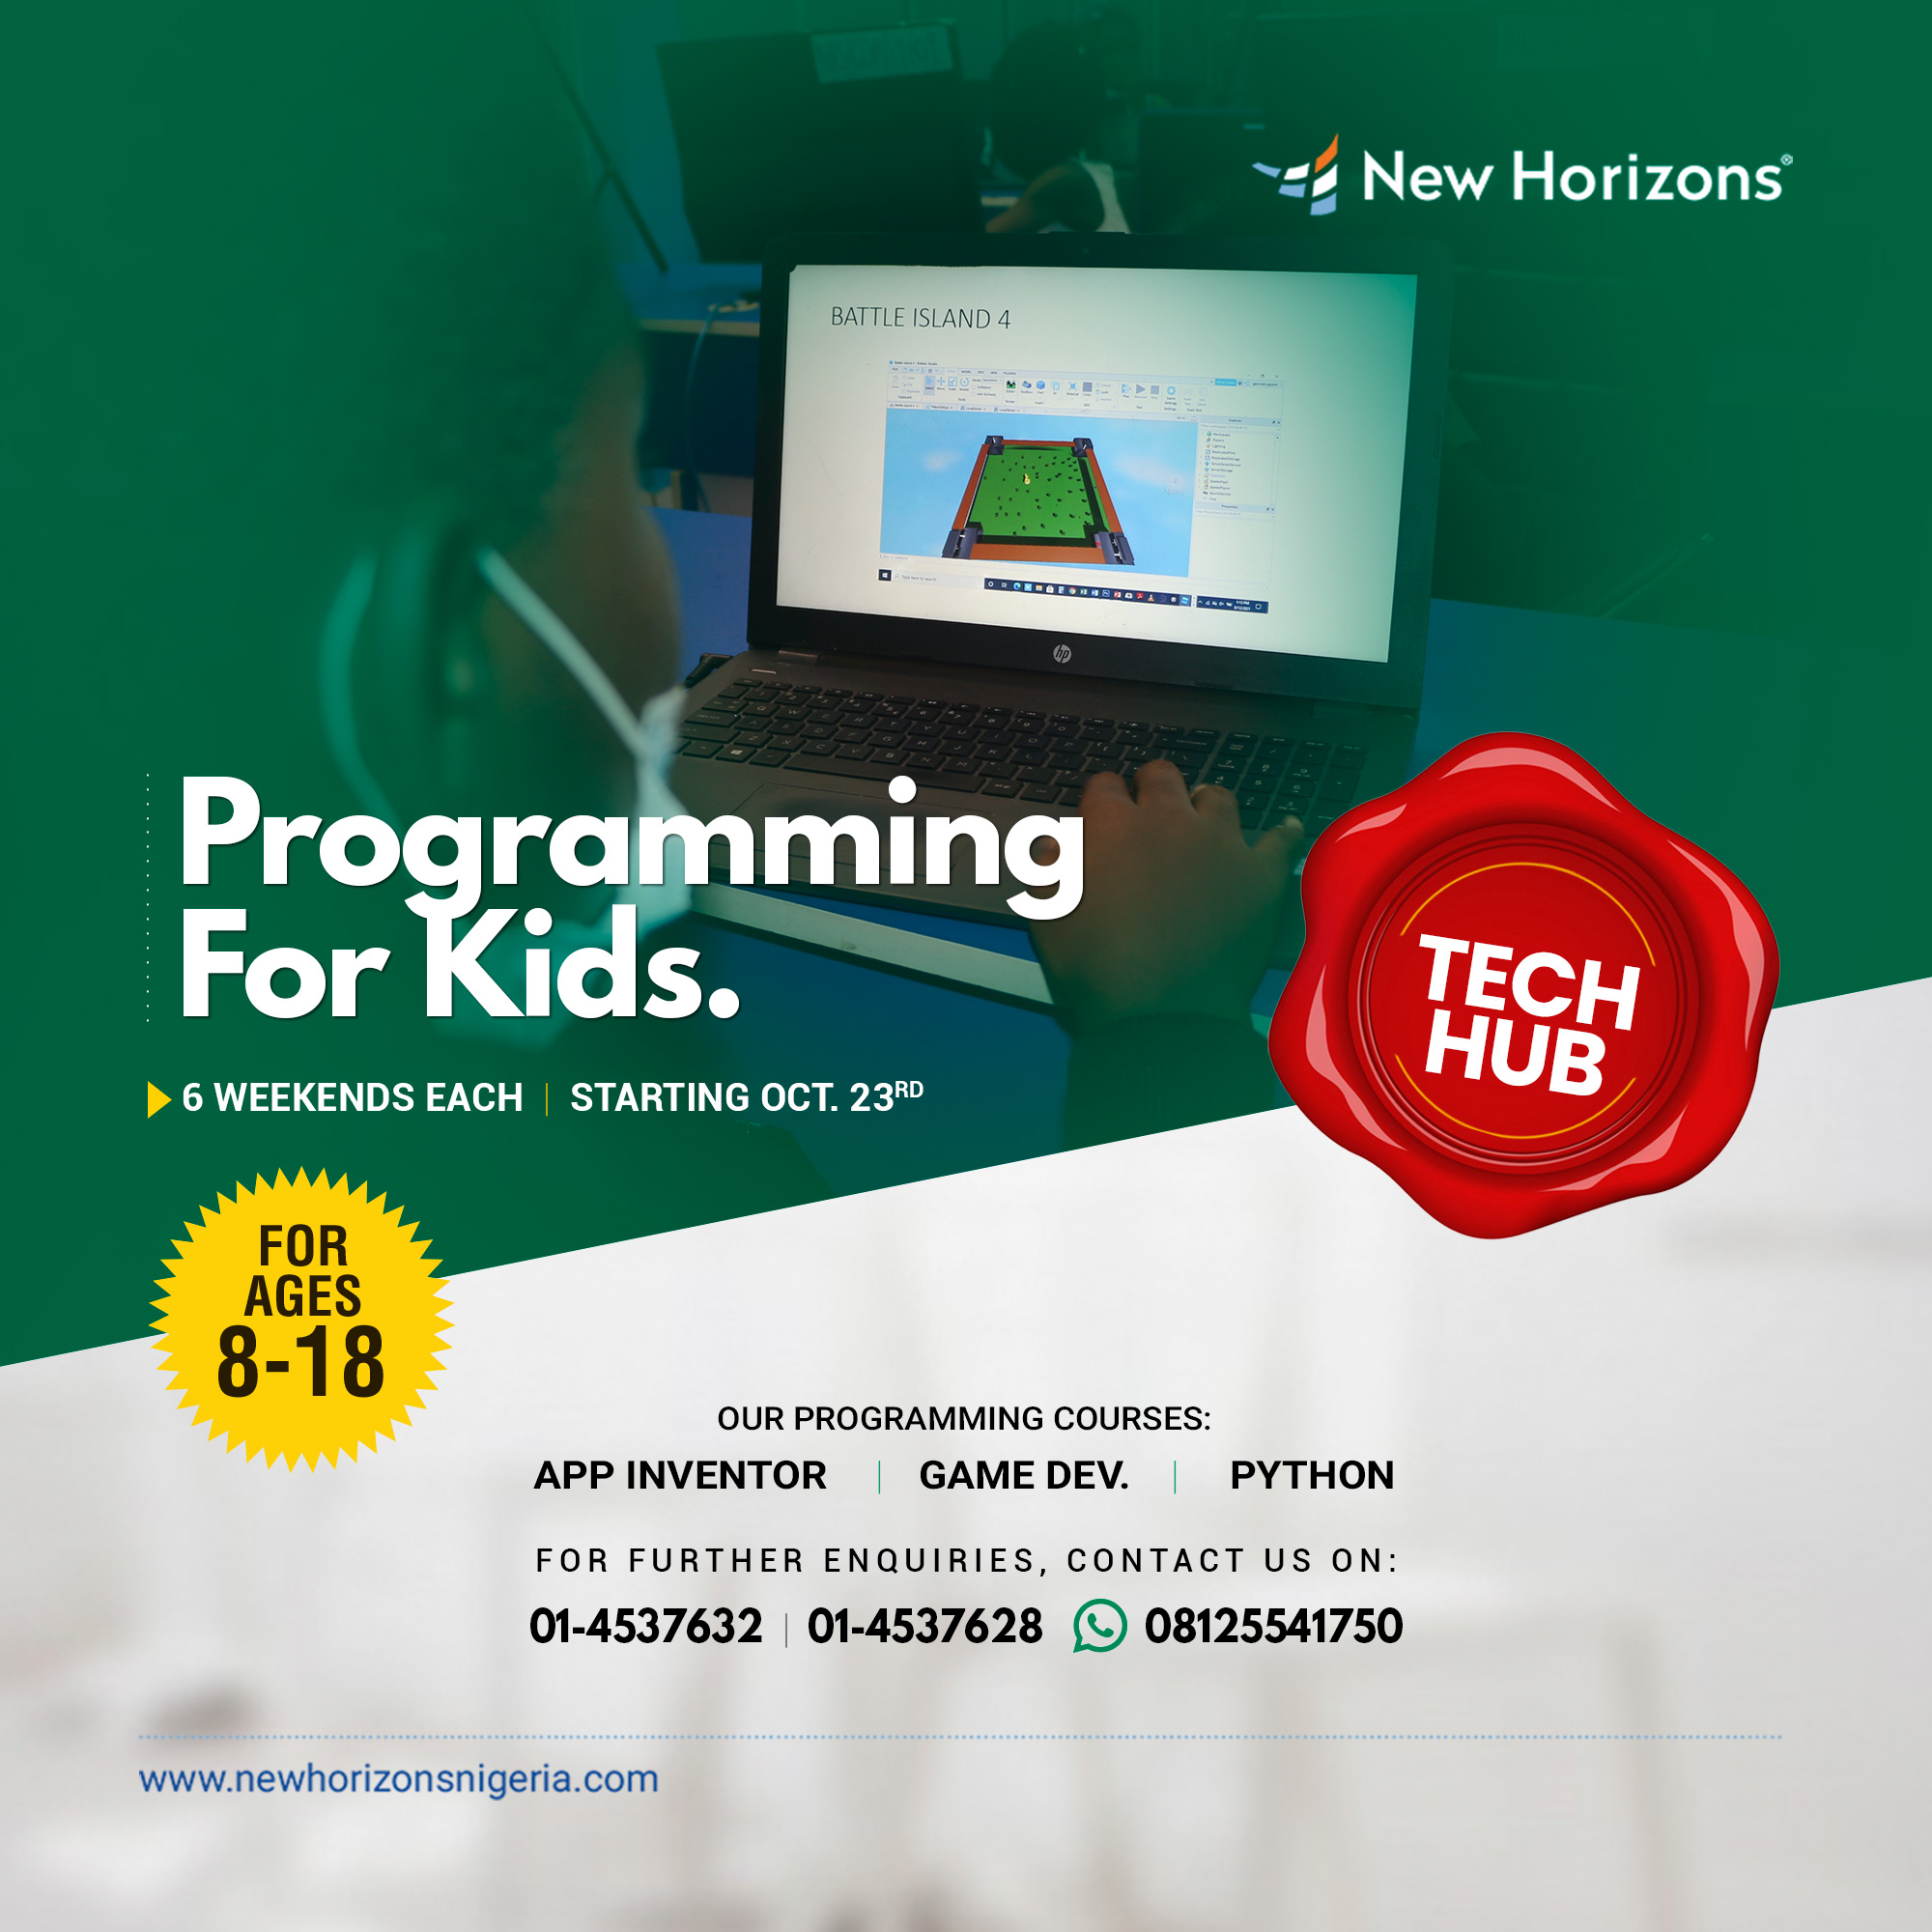 New Horizons
BATTLE ISLAND 4
hp
Programming
For Kids.
6 WEEKENDS EACH | STARTING OCT. 23RD
TECH
HUB
FOR
AGES
8-18
OUR PROGRAMMING COURSES:
APP INVENTOR | GAME DEV. | PYTHON
FOR FURTHER ENQUIRIES, CONTACT US ON:
01-4537632 | 01-4537628 08125541750
www.newhorizonsnigeria.com